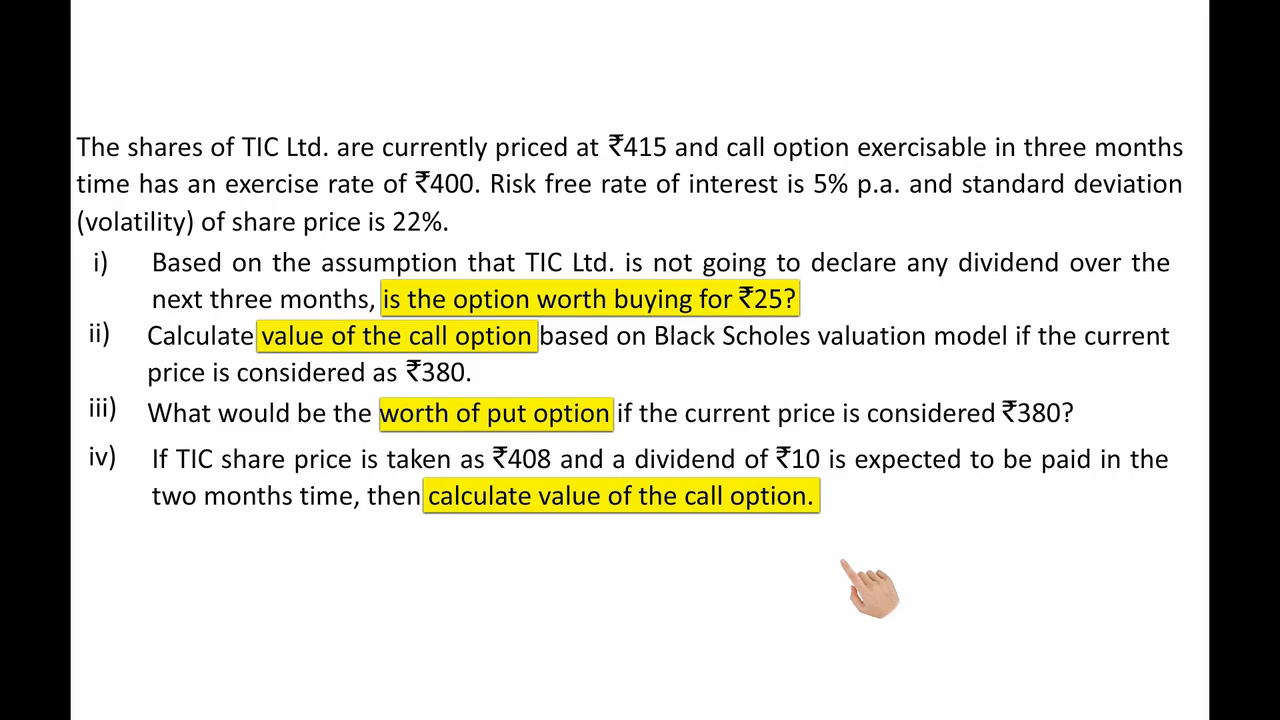 The shares of TIC Ltd. are currently priced at ₹415 and call option exercisable in three months
time has an exercise rate of ₹400. Risk free rate of interest is 5% p.a. and standard deviation
(volatility) of share price is 22%.
i) Based on the assumption that TIC Ltd. is not going to declare any dividend over the
next three months, is the option worth buying for ₹25?
ii) Calculate value of the call option based on Black Scholes valuation model if the current
price is considered as ₹380.
iii) What would be the worth of put option if the current price is considered ₹380?
iv) If TIC share price is taken as ₹408 and a dividend of ₹10 is expected to be paid in the
two months time, then calculate value of the call option.